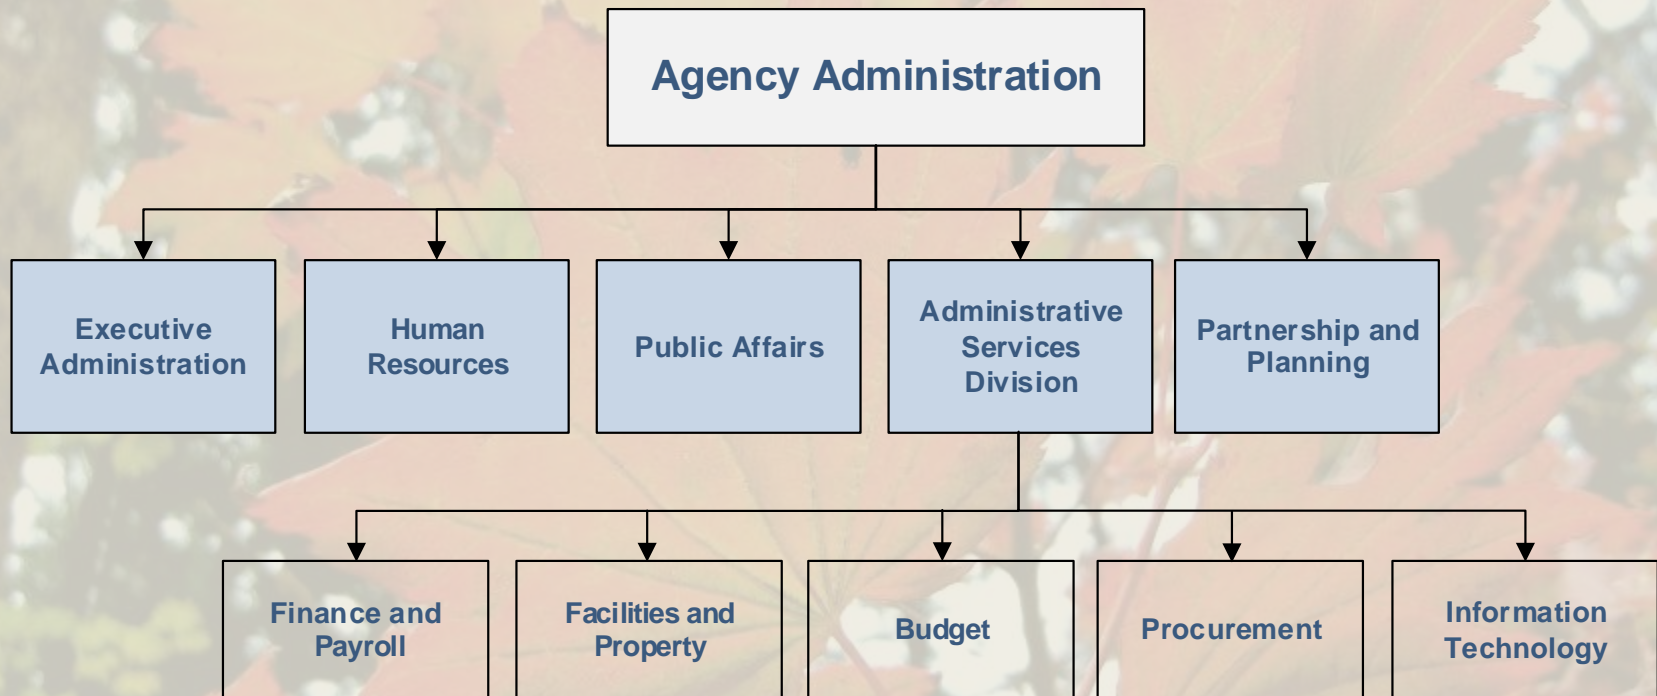 Agency Administration
Executive
Administration
Human
Resources
Public Affairs
Administrative
Services
Division
Partnership and
Planning
Finance and
Payroll
Facilities and
Property
Budget
Procurement
Information
Technology